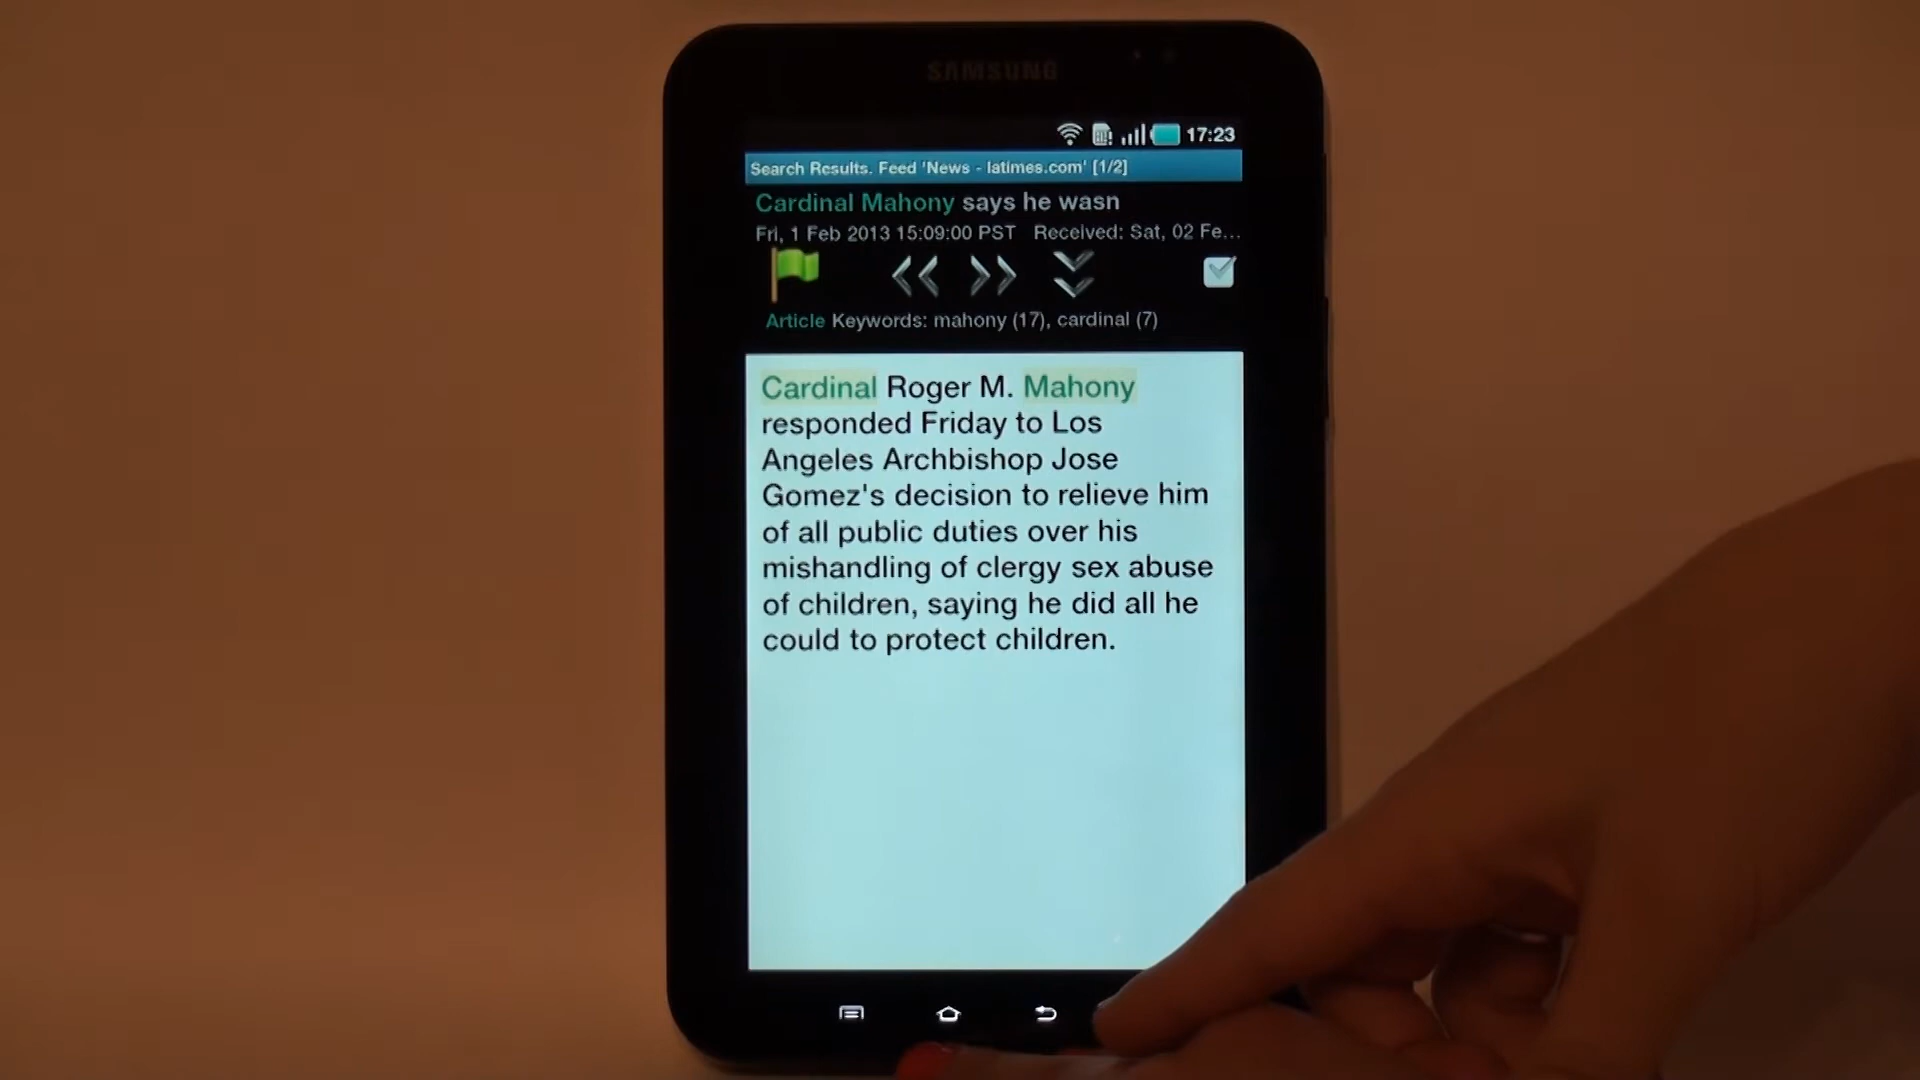 SAMSUNG
17:23
Search Results. Feed 'News - latimes.com' [1/2]
Cardinal Mahony says he wasn
Fri, 1 Feb 2013 15:09:00 PST Received: Sat, 02 Fe...
Article Keywords: mahony (17), cardinal (7)
Cardinal Roger M. Mahony
responded Friday to Los
Angeles Archbishop Jose
Gomez's decision to relieve him
of all public duties over his
mishandling of clergy sex abuse
of children, saying he did all he
could to protect children.